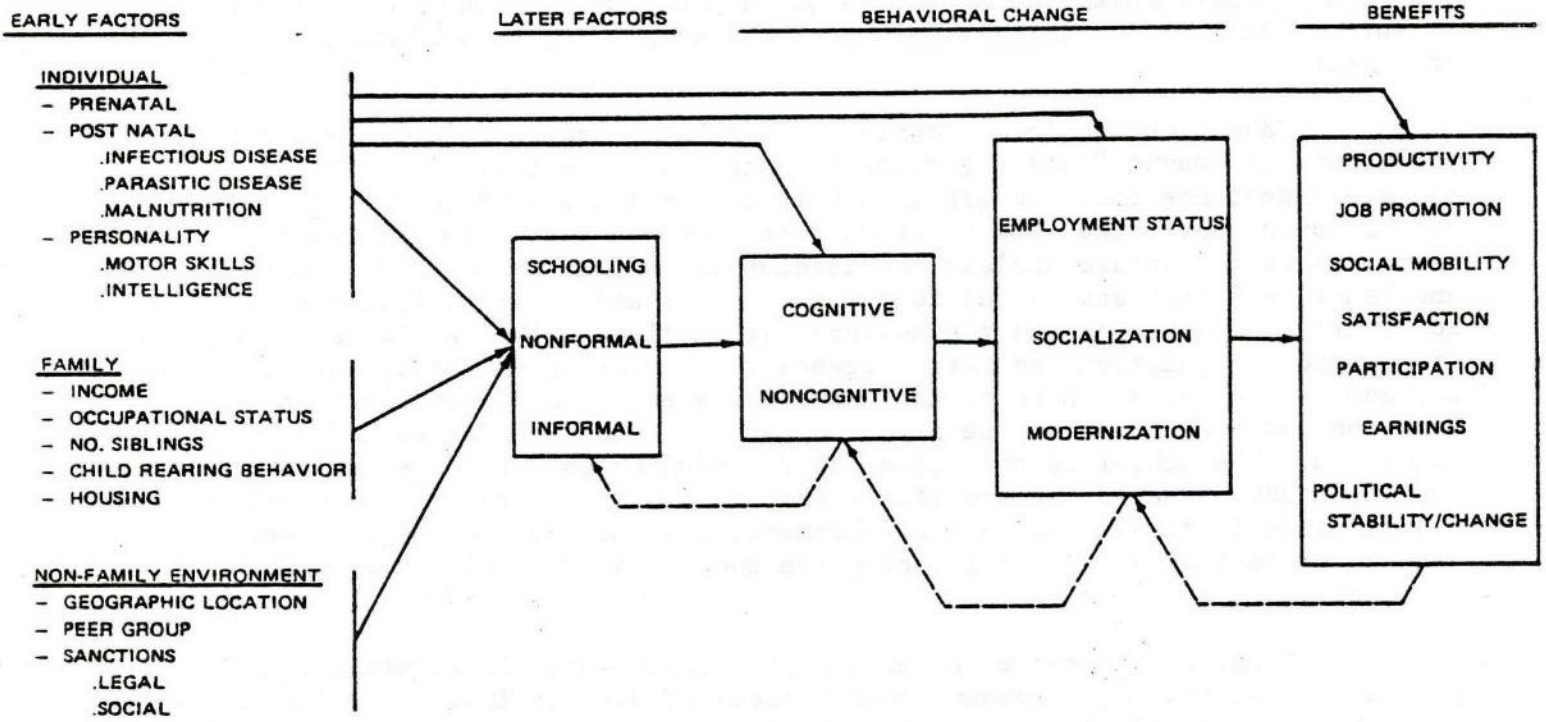 EARLY FACTORS
LATER FACTORS
BEHAVIORAL CHANGE
BENEFITS
INDIVIDUAL
– PRENATAL
– POST NATAL
.INFECTIOUS DISEASE
.PARASITIC DISEASE
.MALNUTRITION
– PERSONALITY
.MOTOR SKILLS
.INTELLIGENCE
FAMILY
– INCOME
– OCCUPATIONAL STATUS
– NO. SIBLINGS
– CHILD REARING BEHAVIOR
– HOUSING
NON-FAMILY ENVIRONMENT
– GEOGRAPHIC LOCATION
– PEER GROUP
– SANCTIONS
.LEGAL
.SOCIAL
SCHOOLING
NONFORMAL
INFORMAL
COGNITIVE
NONCOGNITIVE
EMPLOYMENT STATUS
SOCIALIZATION
MODERNIZATION
PRODUCTIVITY
JOB PROMOTION
SOCIAL MOBILITY
SATISFACTION
PARTICIPATION
EARNINGS
POLITICAL
STABILITY/CHANGE